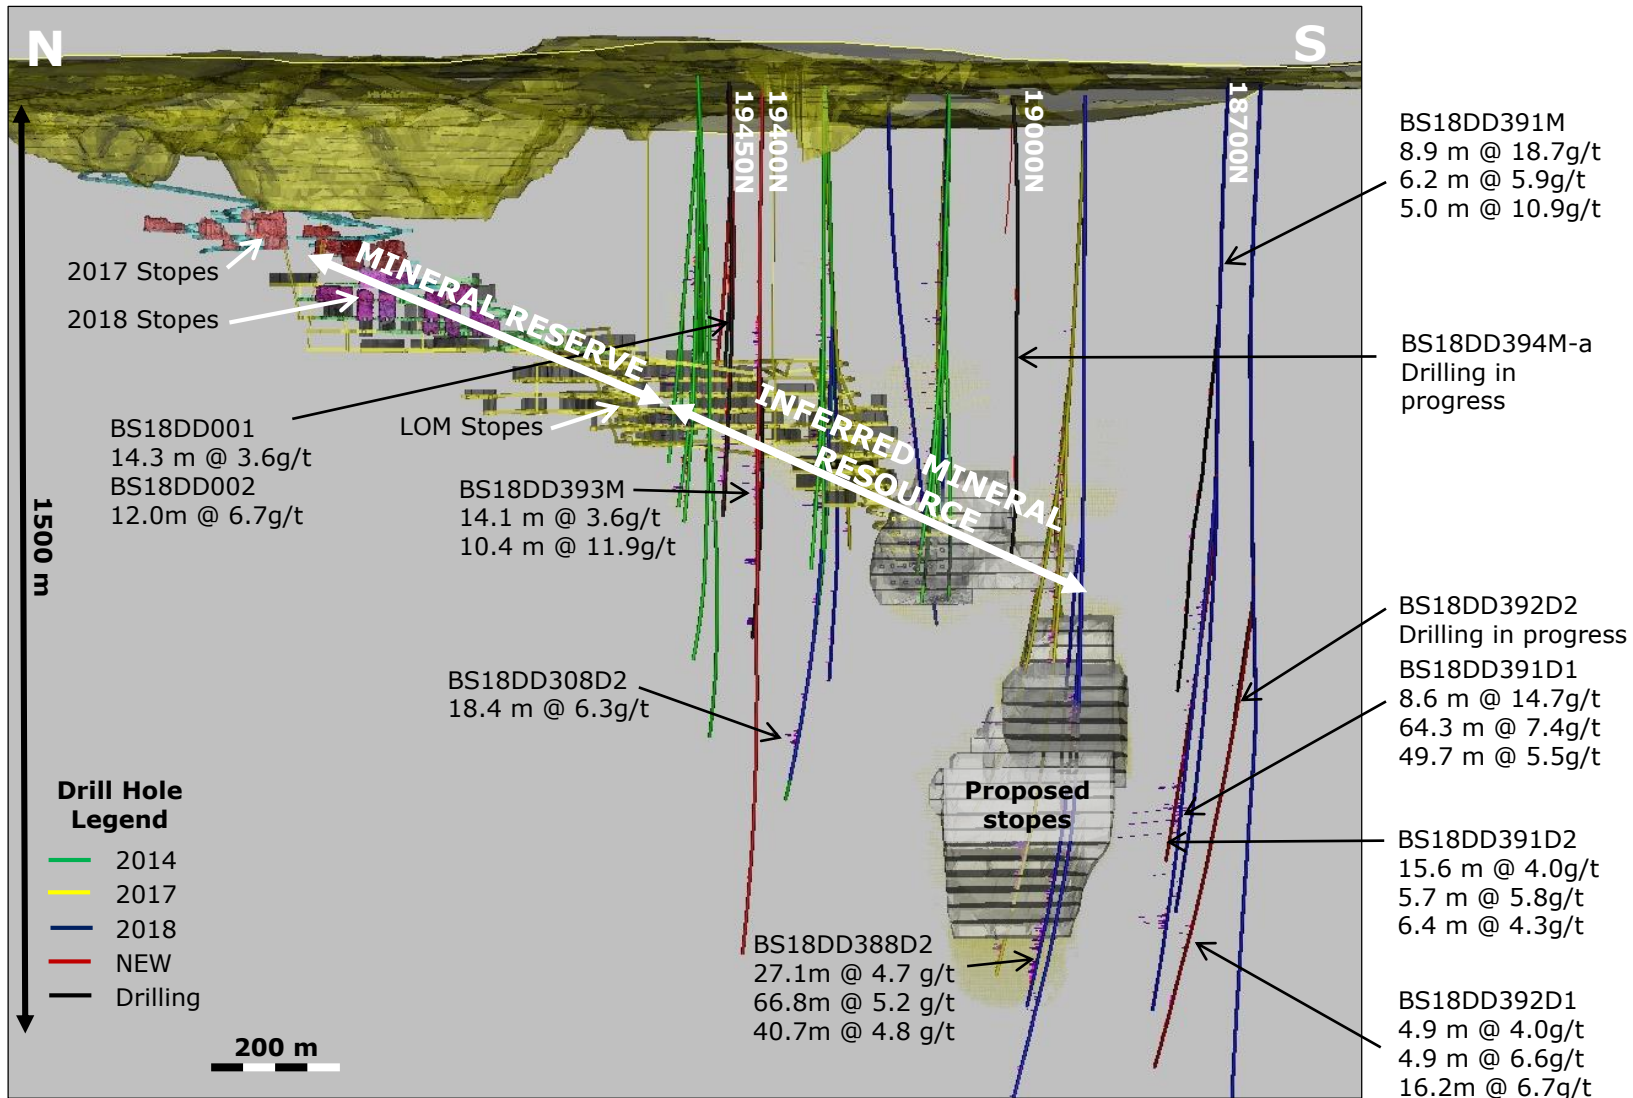 N
S
19450N
19400N
19000N
18700N
BS18DD391M
8.9 m @ 18.7g/t
6.2 m @ 5.9g/t
5.0 m @ 10.9g/t
2017 Stopes
2018 Stopes
MINERAL RESERVE
INFERRED MINERAL
RESOURCE
LOM Stopes
BS18DD394M-a
Drilling in
progress
BS18DD001
14.3 m @ 3.6g/t
BS18DD002
12.0m @ 6.7g/t
BS18DD393M
14.1 m @ 3.6g/t
10.4 m @ 11.9g/t
1500 m
BS18DD392D2
Drilling in progress
BS18DD391D1
8.6 m @ 14.7g/t
64.3 m @ 7.4g/t
49.7 m @ 5.5g/t
BS18DD308D2
18.4 m @ 6.3g/t
Proposed
stopes
Drill Hole
Legend
2014
2017
2018
NEW
Drilling
BS18DD391D2
15.6 m @ 4.0g/t
5.7 m @ 5.8g/t
6.4 m @ 4.3g/t
BS18DD388D2
27.1m @ 4.7 g/t
66.8m @ 5.2 g/t
40.7m @ 4.8 g/t
BS18DD392D1
4.9 m @ 4.0g/t
4.9 m @ 6.6g/t
16.2m @ 6.7g/t
200 m